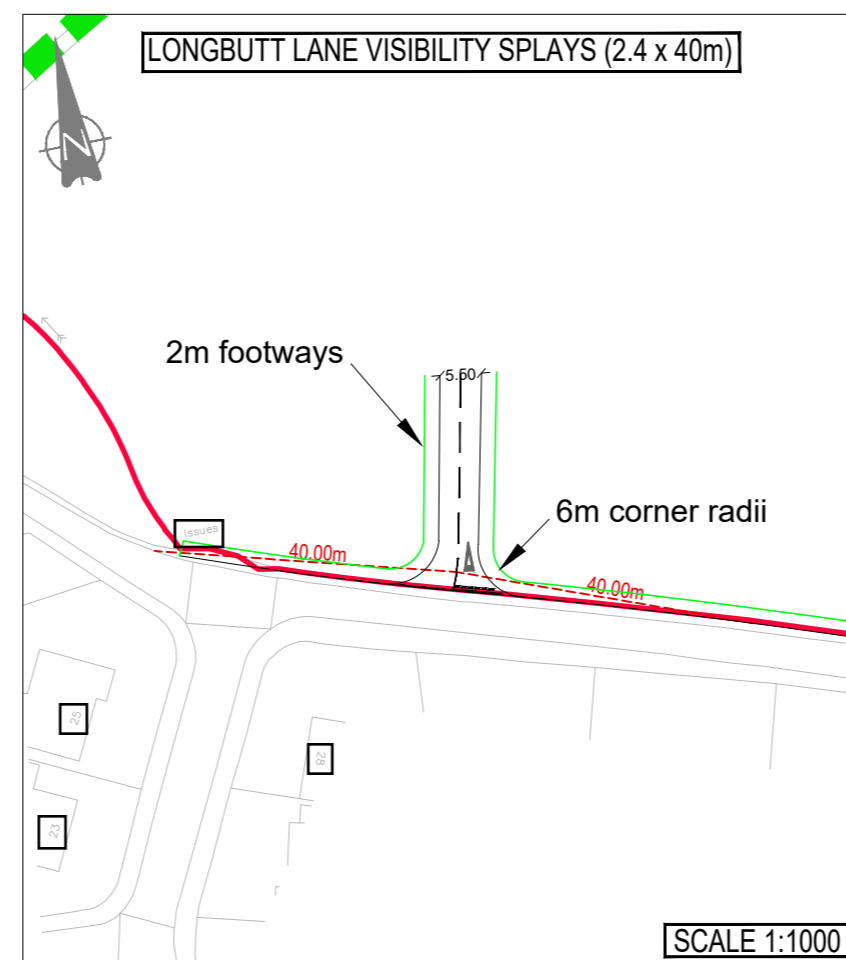 LONGBUTT LANE VISIBILITY SPLAYS (2.4 x 40m)
N
2m footways
5.50
6m corner radii
Issues
40.00m
40.00m
25
28
23
SCALE 1:1000